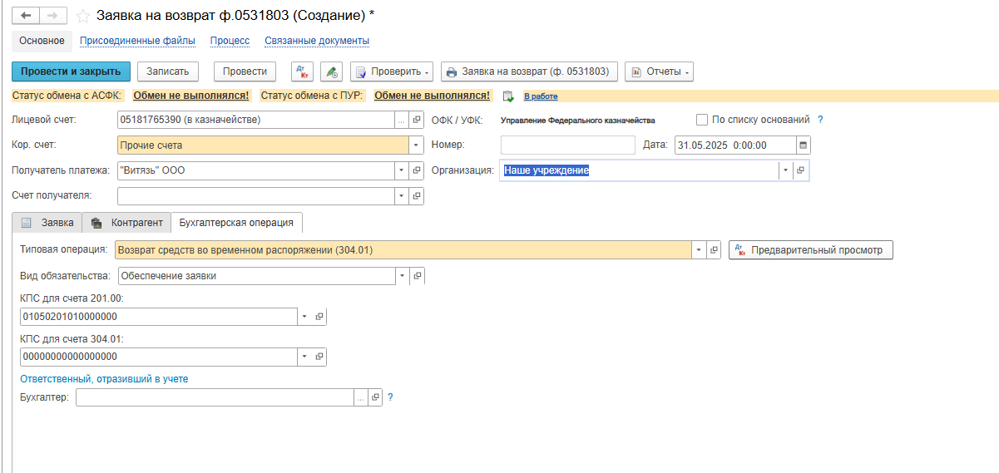 Заявка на возврат ф.0531803 (Создание) *
Основное Присоединенные файлы Процесс Связанные документы
Провести и закрыть Записать Провести Дт Кт Проверить Заявка на возврат (ф. 0531803) Отчеты
Статус обмена с АСФК: Обмен не выполнялся! Статус обмена с ПУР: Обмен не выполнялся! В работе
Лицевой счет: 05181765390 (в казначействе) ... ОФК / УФК: Управление Федерального казначейства По списку оснований ?
Кор. счет: Прочие счета Номер: Дата: 31.05.2025 0:00:00
Получатель платежа: "Витязь" ООО Организация: Наше учреждение
Счет получателя:
Заявка Контрагент Бухгалтерская операция
Типовая операция: Возврат средств во временном распоряжении (304.01) Дт Кт Предварительный просмотр
Вид обязательства: Обеспечение заявки
КПС для счета 201.00:
01050201010000000
КПС для счета 304.01:
00000000000000000
Ответственный, отразивший в учете
Бухгалтер: ... ?